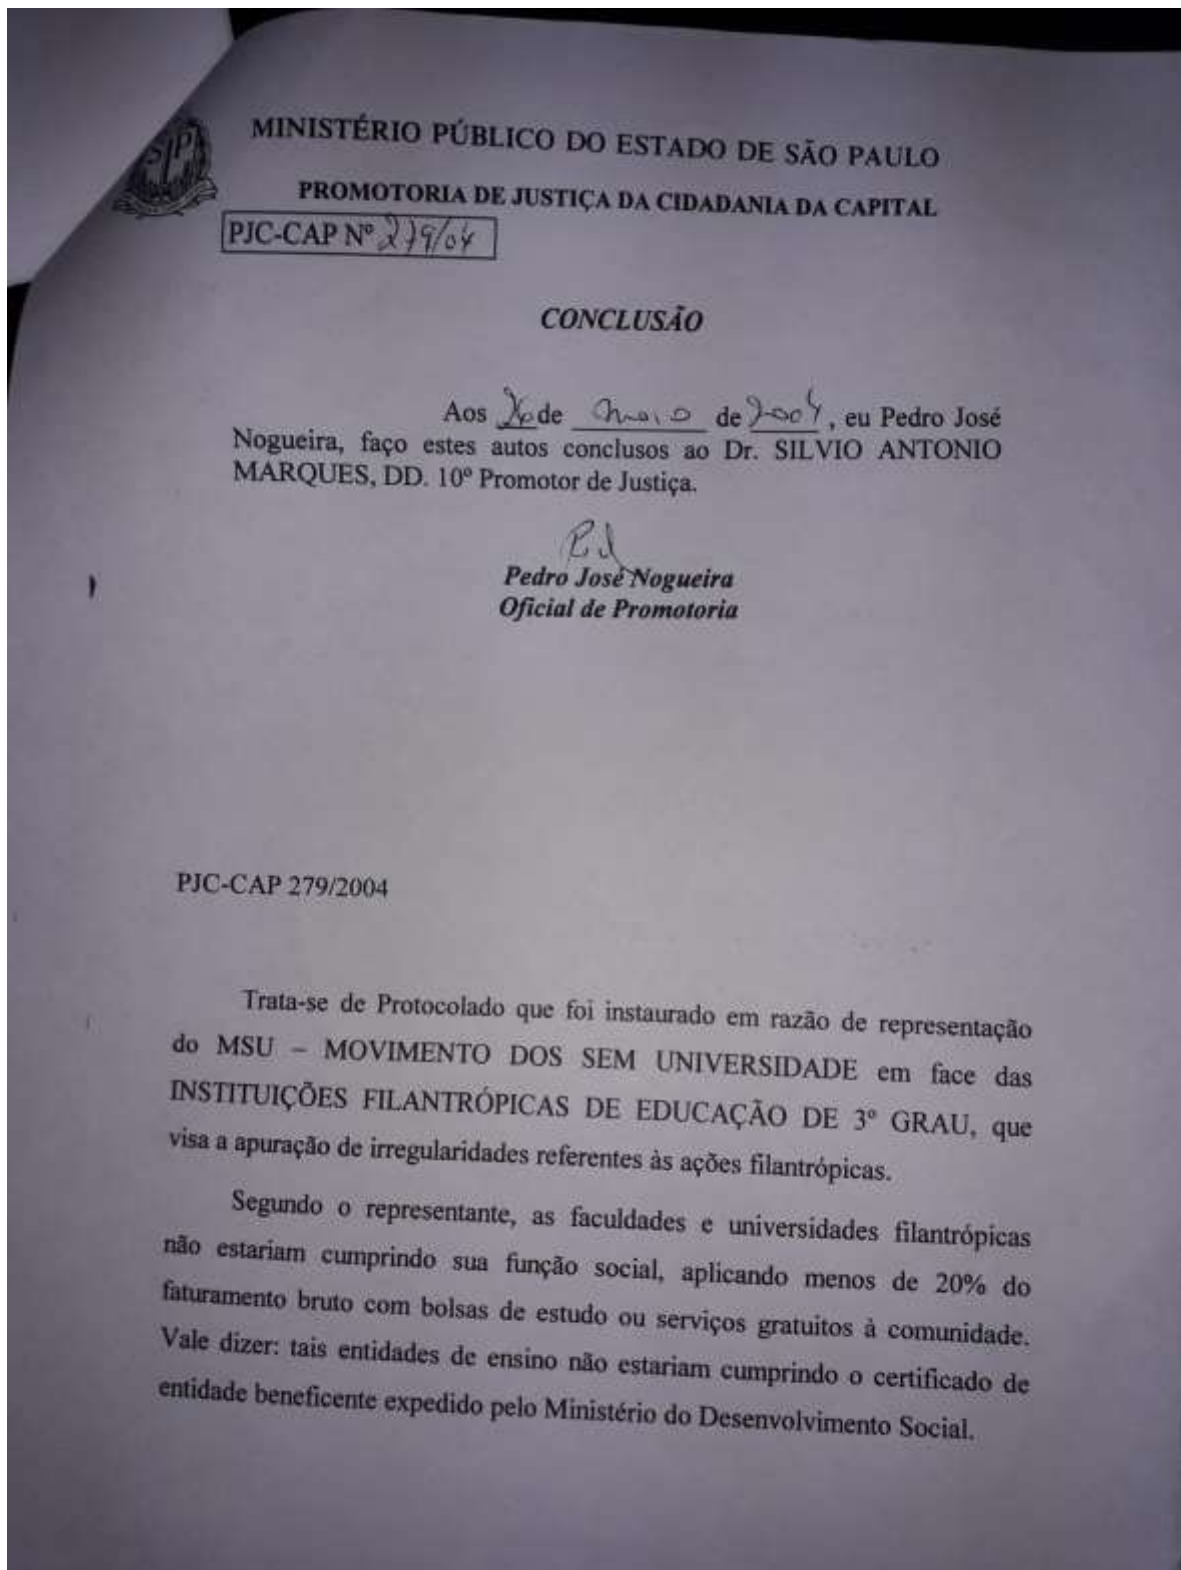 SP
MINISTÉRIO PÚBLICO DO ESTADO DE SÃO PAULO
PROMOTORIA DE JUSTIÇA DA CIDADANIA DA CAPITAL
PJC-CAP Nº 279/04
CONCLUSÃO
Aos 26 de maio de 2004, eu Pedro José
Nogueira, faço estes autos conclusos ao Dr. SILVIO ANTONIO
MARQUES, DD. 10º Promotor de Justiça.
Pedro José Nogueira
Oficial de Promotoria
PJC-CAP 279/2004
Trata-se de Protocolado que foi instaurado em razão de representação
do MSU – MOVIMENTO DOS SEM UNIVERSIDADE em face das
INSTITUIÇÕES FILANTRÓPICAS DE EDUCAÇÃO DE 3º GRAU, que
visa a apuração de irregularidades referentes às ações filantrópicas.
Segundo o representante, as faculdades e universidades filantrópicas
não estariam cumprindo sua função social, aplicando menos de 20% do
faturamento bruto com bolsas de estudo ou serviços gratuitos à comunidade.
Vale dizer: tais entidades de ensino não estariam cumprindo o certificado de
entidade beneficente expedido pelo Ministério do Desenvolvimento Social.